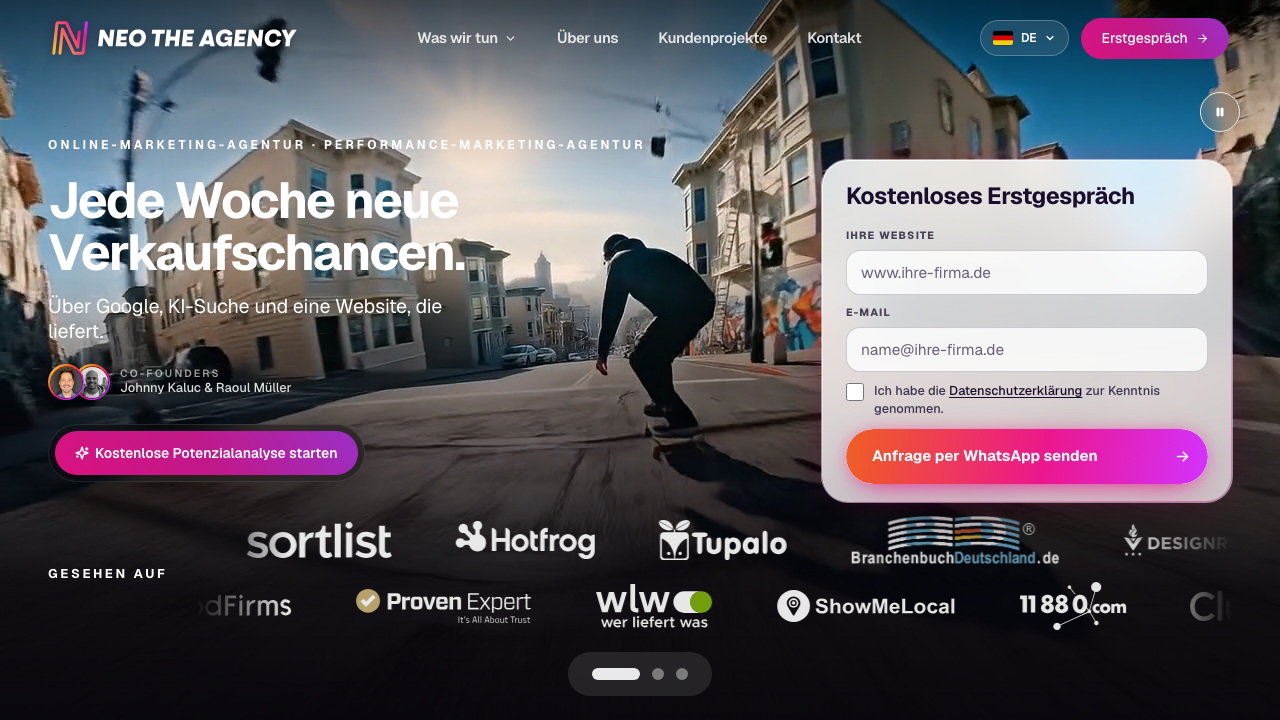 NEO THE AGENCY
Was wir tun
Über uns
Kundenprojekte
Kontakt
DE
Erstgespräch
ONLINE-MARKETING-AGENTUR · PERFORMANCE-MARKETING-AGENTUR
Jede Woche neue
Verkaufschancen.
Über Google, KI-Suche und eine Website, die
liefert.
CO-FOUNDERS
Johnny Kaluc & Raoul Müller
Kostenlose Potenzialanalyse starten
Kostenloses Erstgespräch
IHRE WEBSITE
www.ihre-firma.de
E-MAIL
name@ihre-firma.de
Ich habe die Datenschutzerklärung zur Kenntnis
genommen.
Anfrage per WhatsApp senden
GESEHEN AUF
sortlist
Hotfrog
Tupalo
BranchenbuchDeutschland.de
®
ProvenExpert
It's All About Trust
wlw
wer liefert was
ShowMeLocal
11880.com